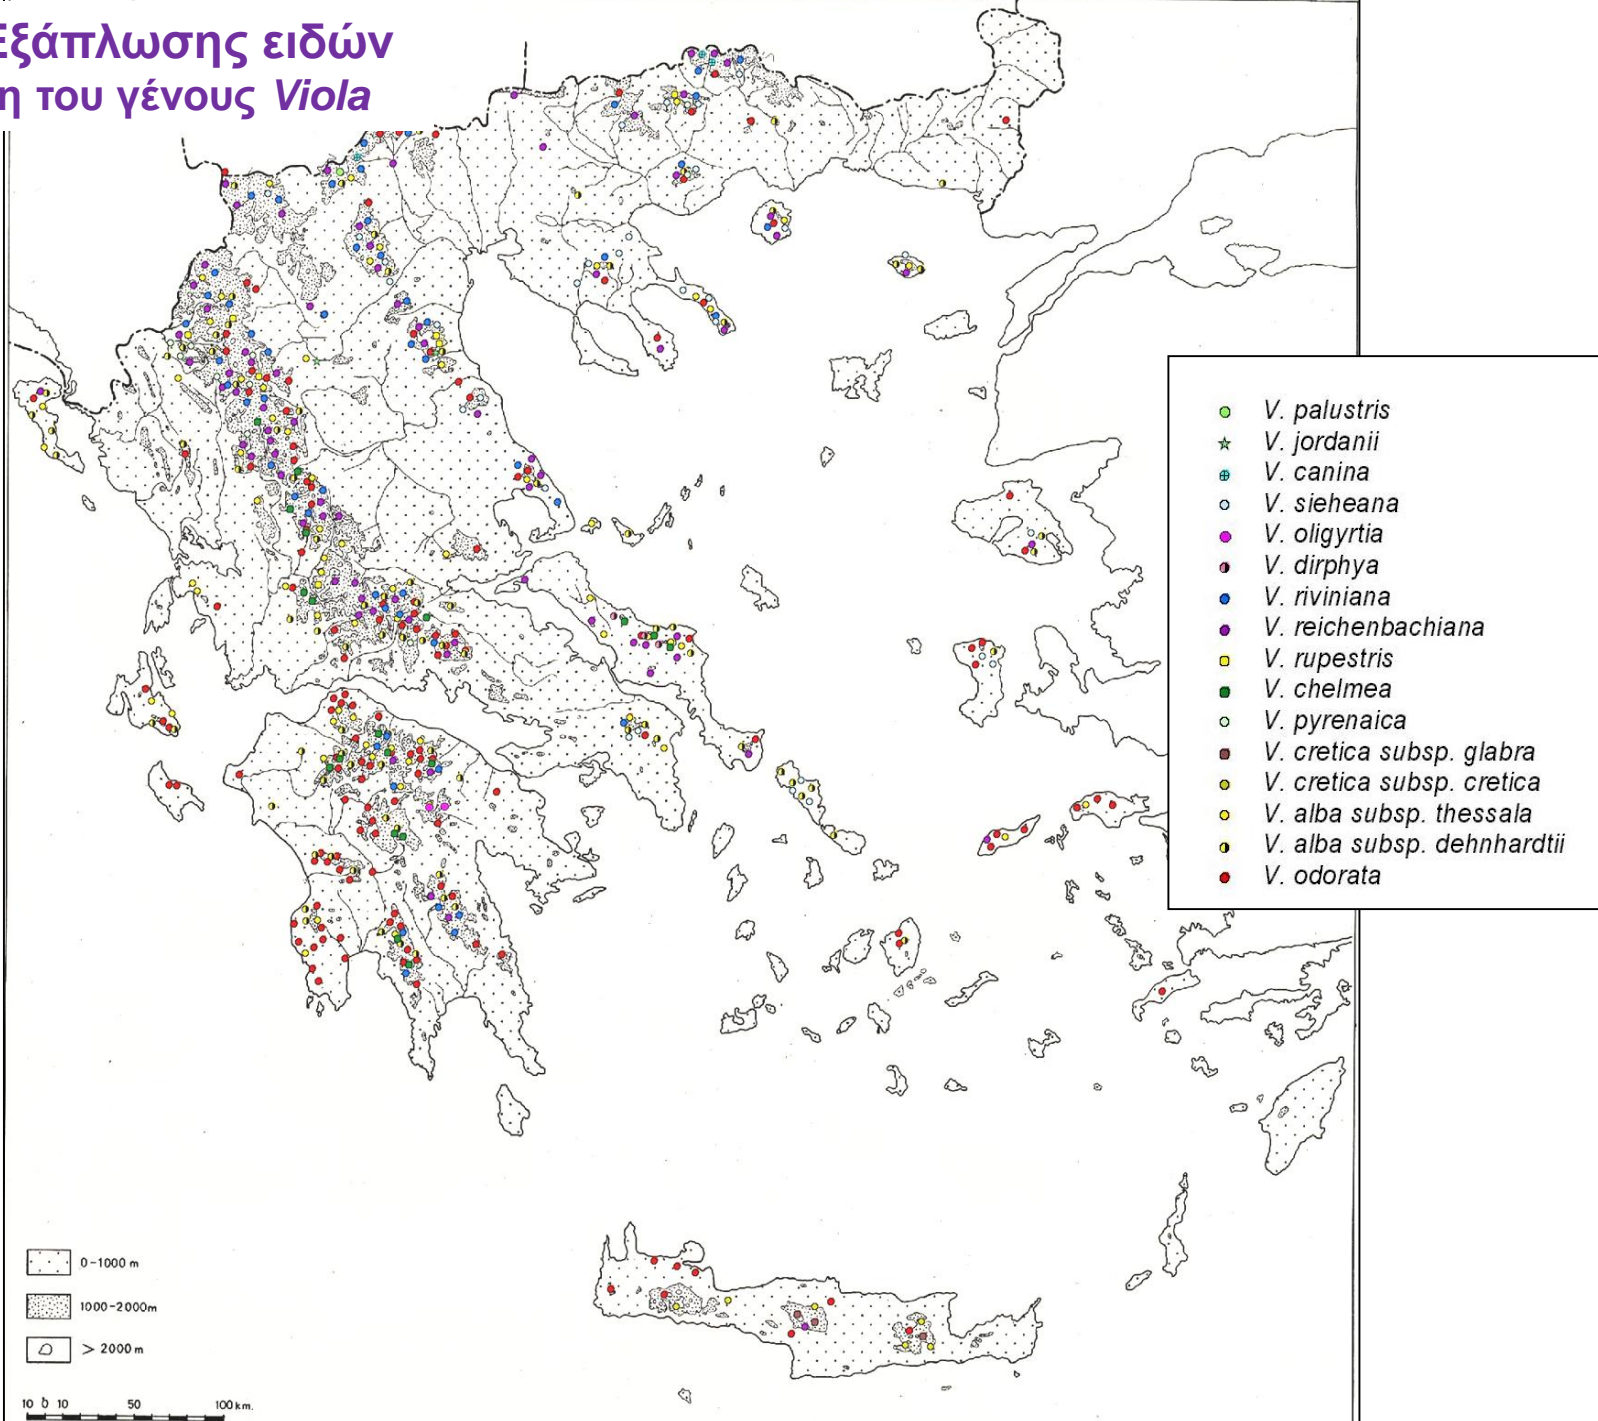 Εξάπλωσης ειδών
η του γένους Viola
V. palustris
V. jordanii
V. canina
V. sieheana
V. oligyrtia
V. dirphya
V. riviniana
V. reichenbachiana
V. rupestris
V. chelmea
V. pyrenaica
V. cretica subsp. glabra
V. cretica subsp. cretica
V. alba subsp. thessala
V. alba subsp. dehnhardtii
V. odorata
0-1000 m
1000-2000m
> 2000 m
10 0 10 50 100 km.